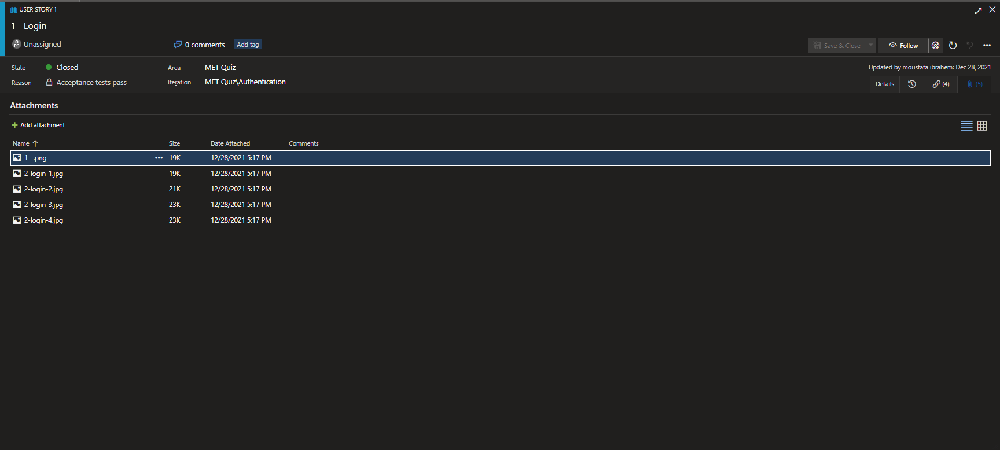 USER STORY 1
1 Login
Unassigned 0 comments Add tag Save & Close Follow
State Closed Area MET Quiz Updated by moustafa ibrahem: Dec 28, 2021
Reason Acceptance tests pass Iteration MET Quiz\Authentication Details (4) (5)
Attachments
+ Add attachment
Name Size Date Attached Comments
1--.png ••• 19K 12/28/2021 5:17 PM
2-login-1.jpg 19K 12/28/2021 5:17 PM
2-login-2.jpg 21K 12/28/2021 5:17 PM
2-login-3.jpg 23K 12/28/2021 5:17 PM
2-login-4.jpg 23K 12/28/2021 5:17 PM